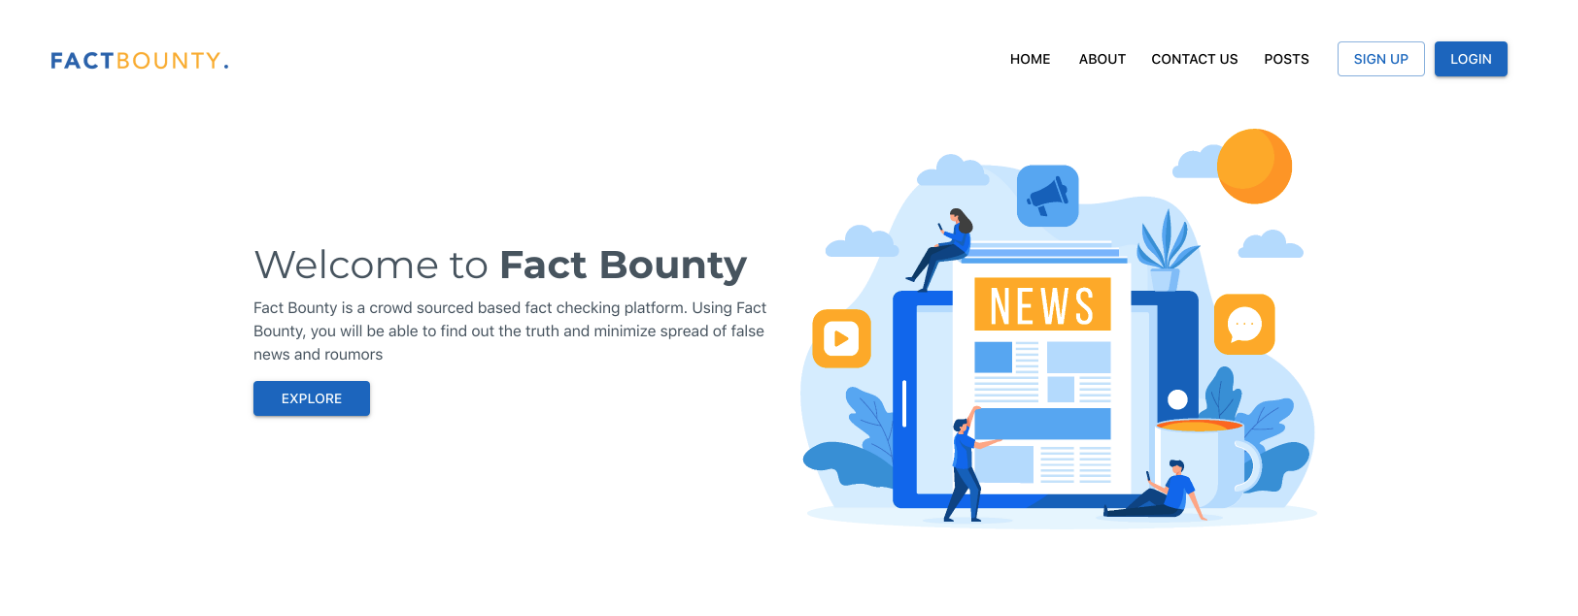 FACTBOUNTY.
HOME ABOUT CONTACT US POSTS SIGN UP LOGIN
Welcome to Fact Bounty
Fact Bounty is a crowd sourced based fact checking platform. Using Fact
Bounty, you will be able to find out the truth and minimize spread of false
news and roumors
EXPLORE
NEWS